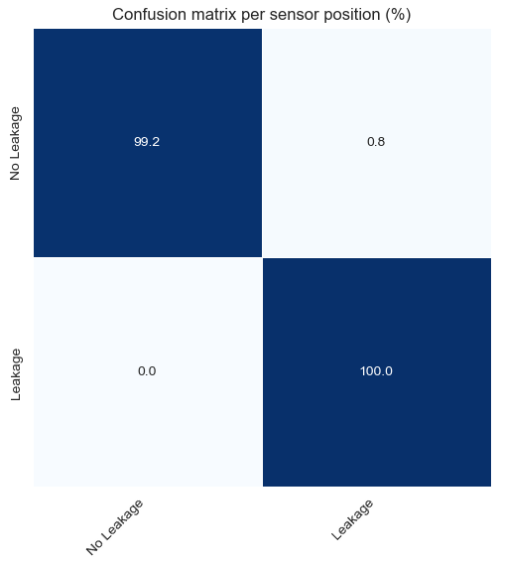 Confusion matrix per sensor position (%)
No Leakage
99.2
0.8
Leakage
0.0
100.0
No Leakage
Leakage